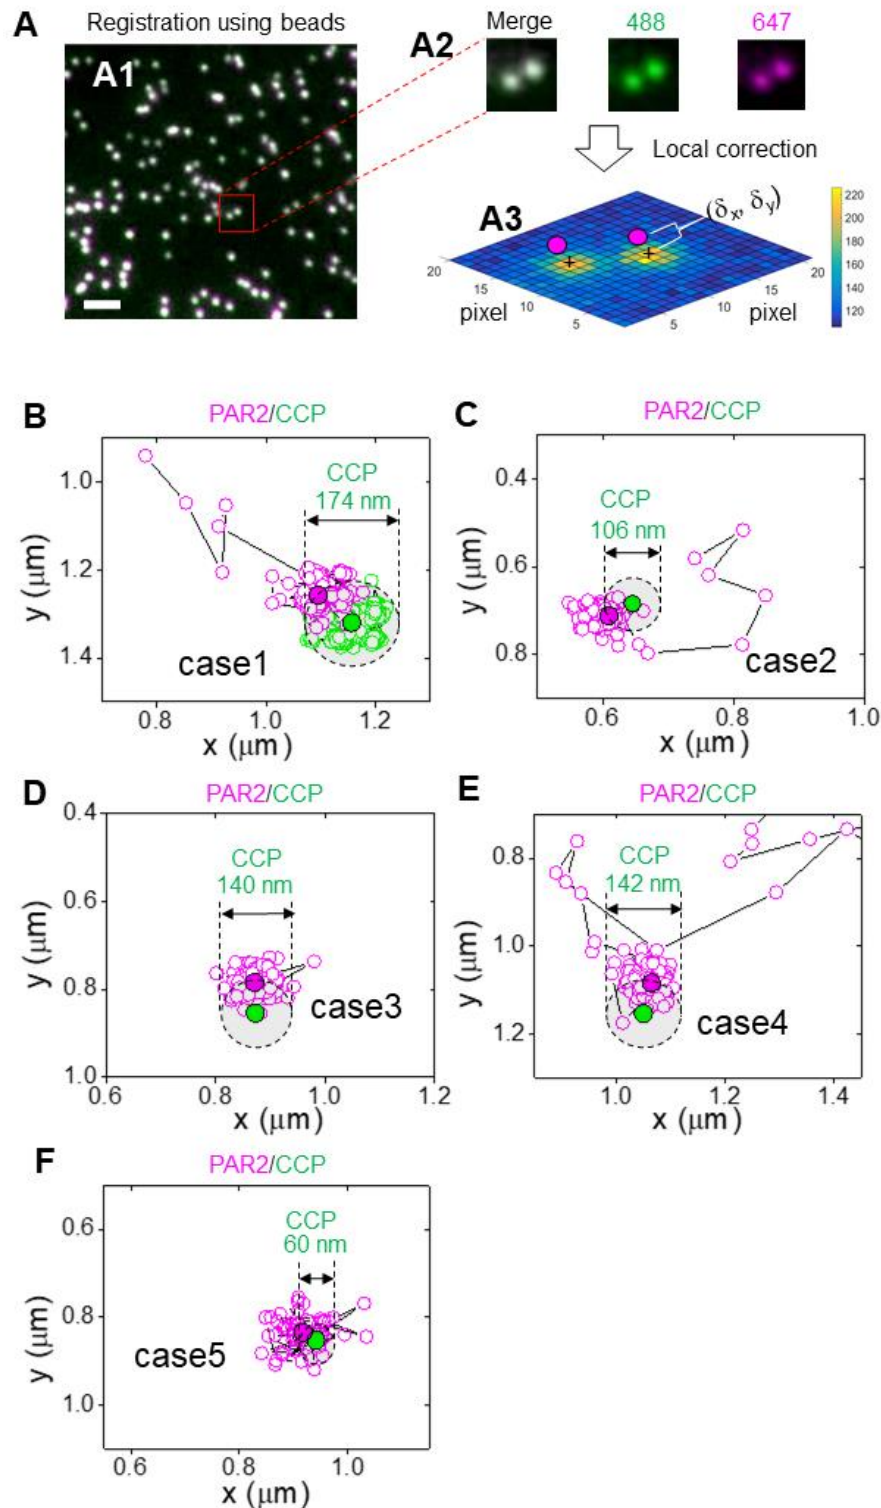 A Registration using beads
A1
A2 Merge 488 647
Local correction
A3 (δx, δy)
220
200
180
160
140
120
20 15 10 5
pixel
5 10 15 20
pixel
B PAR2/CCP
CCP
174 nm
case1
y (μm)
1.0
1.2
1.4
0.8 1.0 1.2
x (μm)
C PAR2/CCP
CCP
106 nm
case2
y (μm)
0.4
0.6
0.8
0.6 0.8 1.0
x (μm)
D PAR2/CCP
CCP
140 nm
case3
y (μm)
0.4
0.6
0.8
1.0
0.6 0.8 1.0 1.2
x (μm)
E PAR2/CCP
CCP
142 nm
case4
y (μm)
0.8
1.0
1.2
1.0 1.2 1.4
x (μm)
F PAR2/CCP
CCP
60 nm
case5
y (μm)
0.6
0.8
1.0
0.6 0.8 1.0
x (μm)